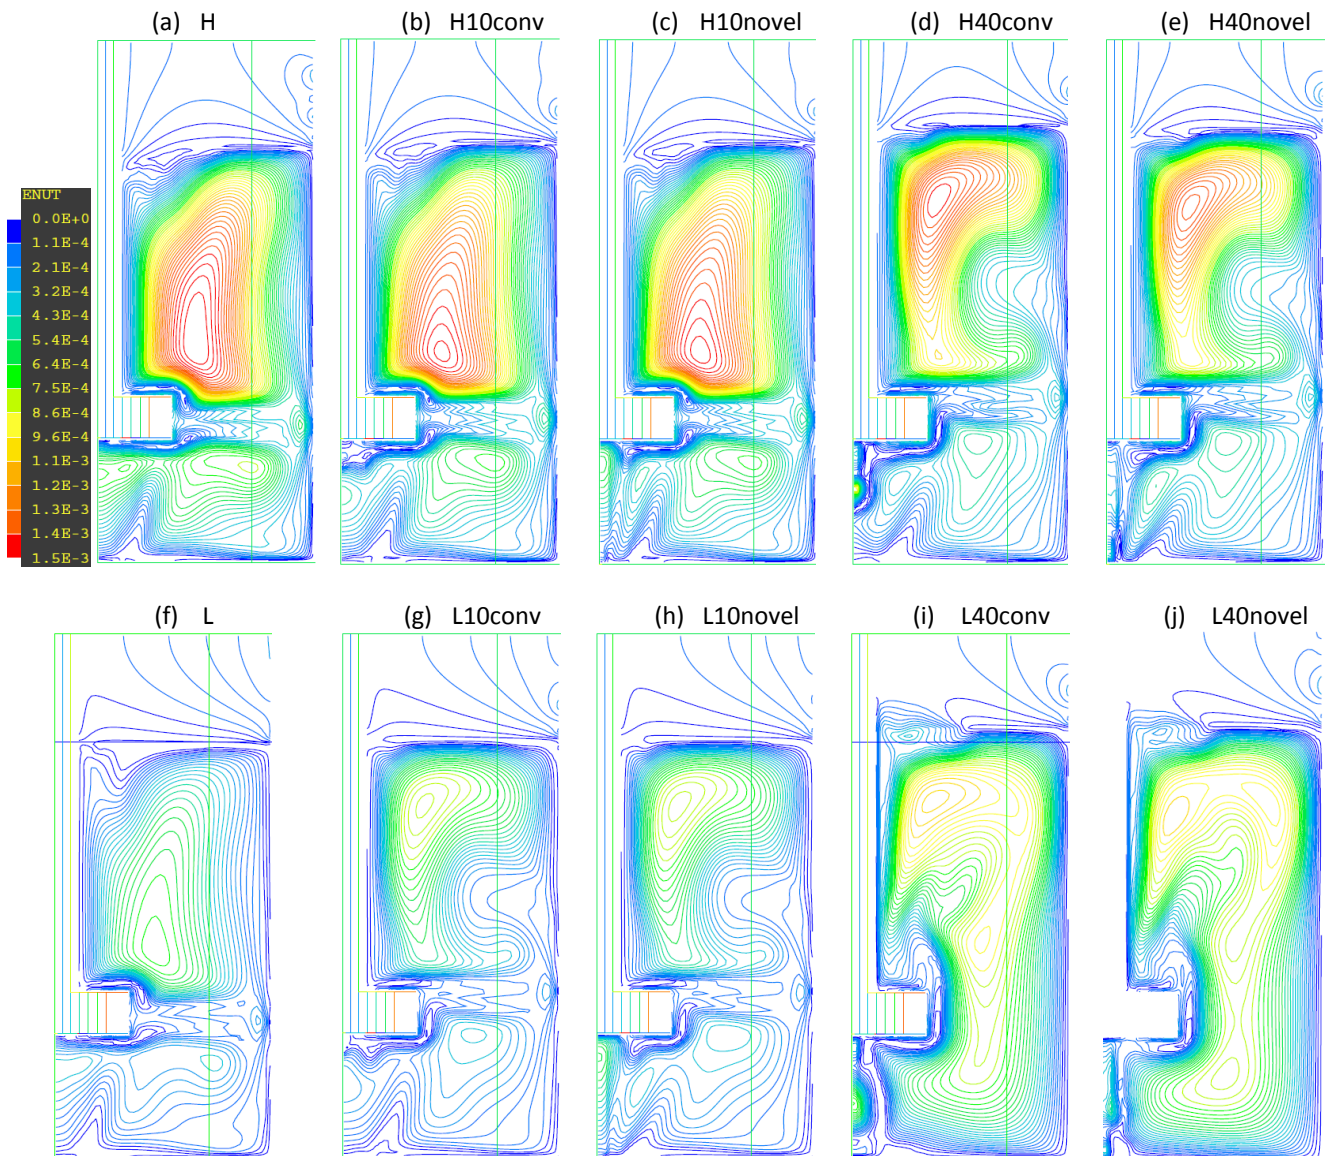 (a) H
(b) H10conv
(c) H10novel
(d) H40conv
(e) H40novel
ENUT
0.0E+0
1.1E-4
2.1E-4
3.2E-4
4.3E-4
5.4E-4
6.4E-4
7.5E-4
8.6E-4
9.6E-4
1.1E-3
1.2E-3
1.3E-3
1.4E-3
1.5E-3
(f) L
(g) L10conv
(h) L10novel
(i) L40conv
(j) L40novel